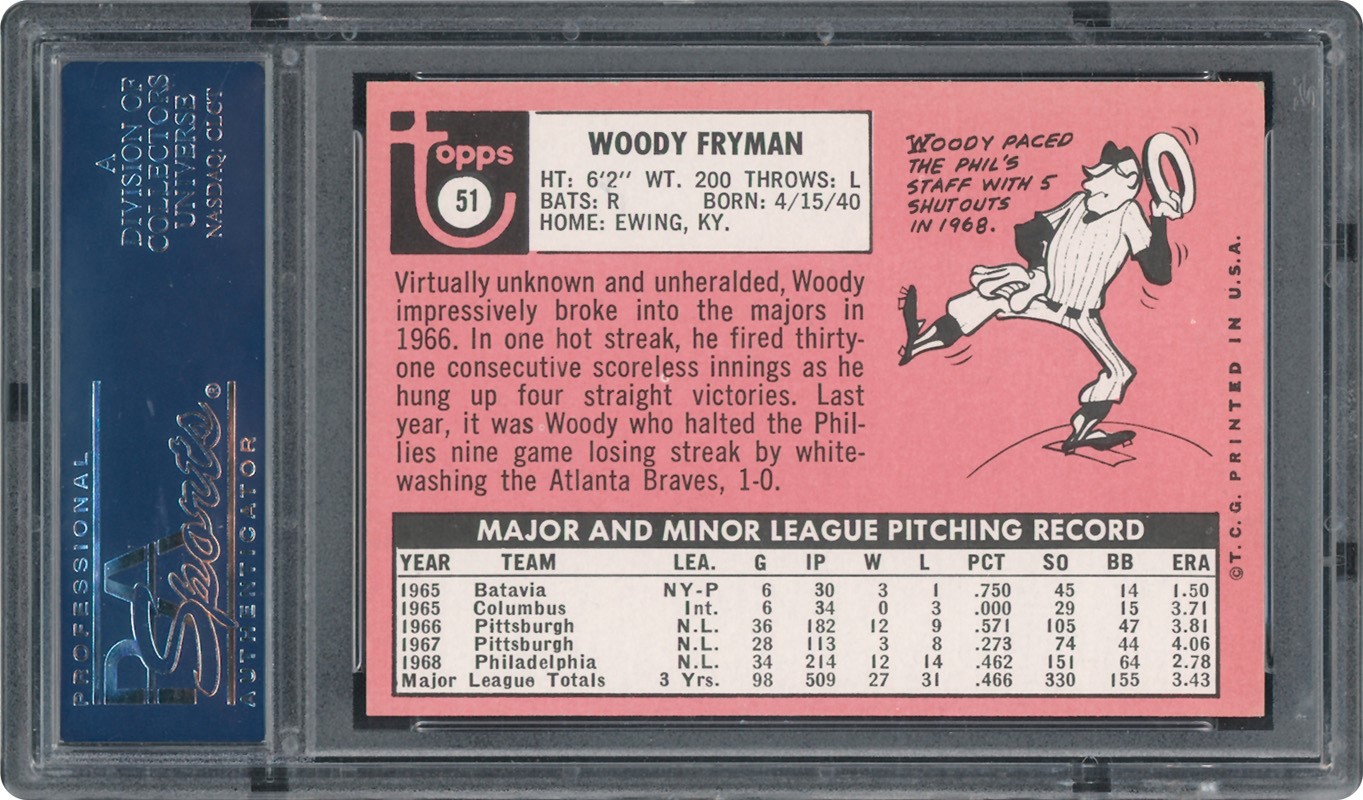 A
DIVISION OF
COLLECTORS
UNIVERSE
NASDAQ: CLCT
PROFESSIONAL
PSA
Sports®
AUTHENTICATOR
Topps
51
WOODY FRYMAN
HT: 6'2" WT. 200 THROWS: L
BATS: R BORN: 4/15/40
HOME: EWING, KY.
Virtually unknown and unheralded, Woody
impressively broke into the majors in
1966. In one hot streak, he fired thirty-
one consecutive scoreless innings as he
hung up four straight victories. Last
year, it was Woody who halted the Phil-
lies nine game losing streak by white-
washing the Atlanta Braves, 1-0.
WOODY PACED
THE PHIL'S
STAFF WITH 5
SHUTOUTS
IN 1968.
MAJOR AND MINOR LEAGUE PITCHING RECORD
YEAR TEAM LEA. G IP W L PCT SO BB ERA
1965 Batavia NY-P 6 30 3 1 .750 45 14 1.50
1965 Columbus Int. 6 34 0 3 .000 29 15 3.71
1966 Pittsburgh N.L. 36 182 12 9 .571 105 47 3.81
1967 Pittsburgh N.L. 28 113 3 8 .273 74 44 4.06
1968 Philadelphia N.L. 34 214 12 14 .462 151 64 2.78
Major League Totals 3 Yrs. 98 509 27 31 .466 330 155 3.43
©T.C.G. PRINTED IN U.S.A.